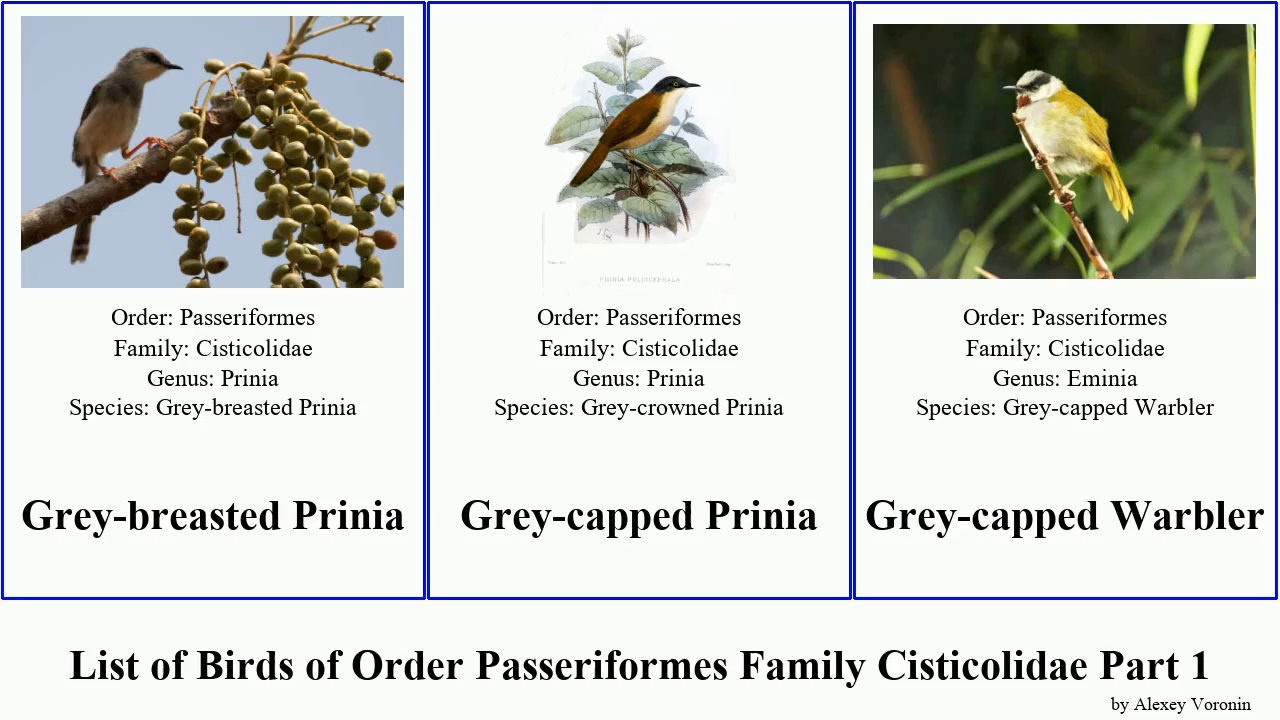 PRINIA POLIOCEPHALA
Order: Passeriformes
Family: Cisticolidae
Genus: Prinia
Species: Grey-breasted Prinia
Grey-breasted Prinia
Order: Passeriformes
Family: Cisticolidae
Genus: Prinia
Species: Grey-crowned Prinia
Grey-capped Prinia
Order: Passeriformes
Family: Cisticolidae
Genus: Eminia
Species: Grey-capped Warbler
Grey-capped Warbler
List of Birds of Order Passeriformes Family Cisticolidae Part 1
by Alexey Voronin